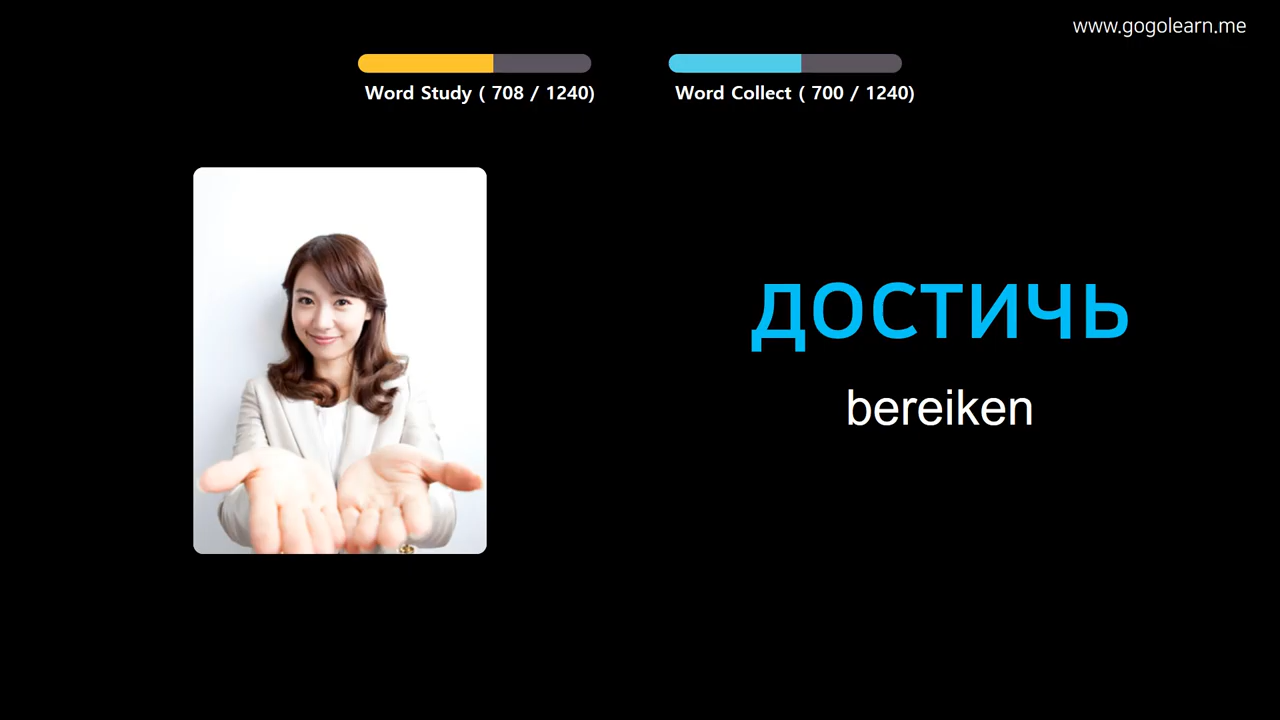 www.gogolearn.me
Word Study ( 708 / 1240)
Word Collect ( 700 / 1240)
достичь
bereiken